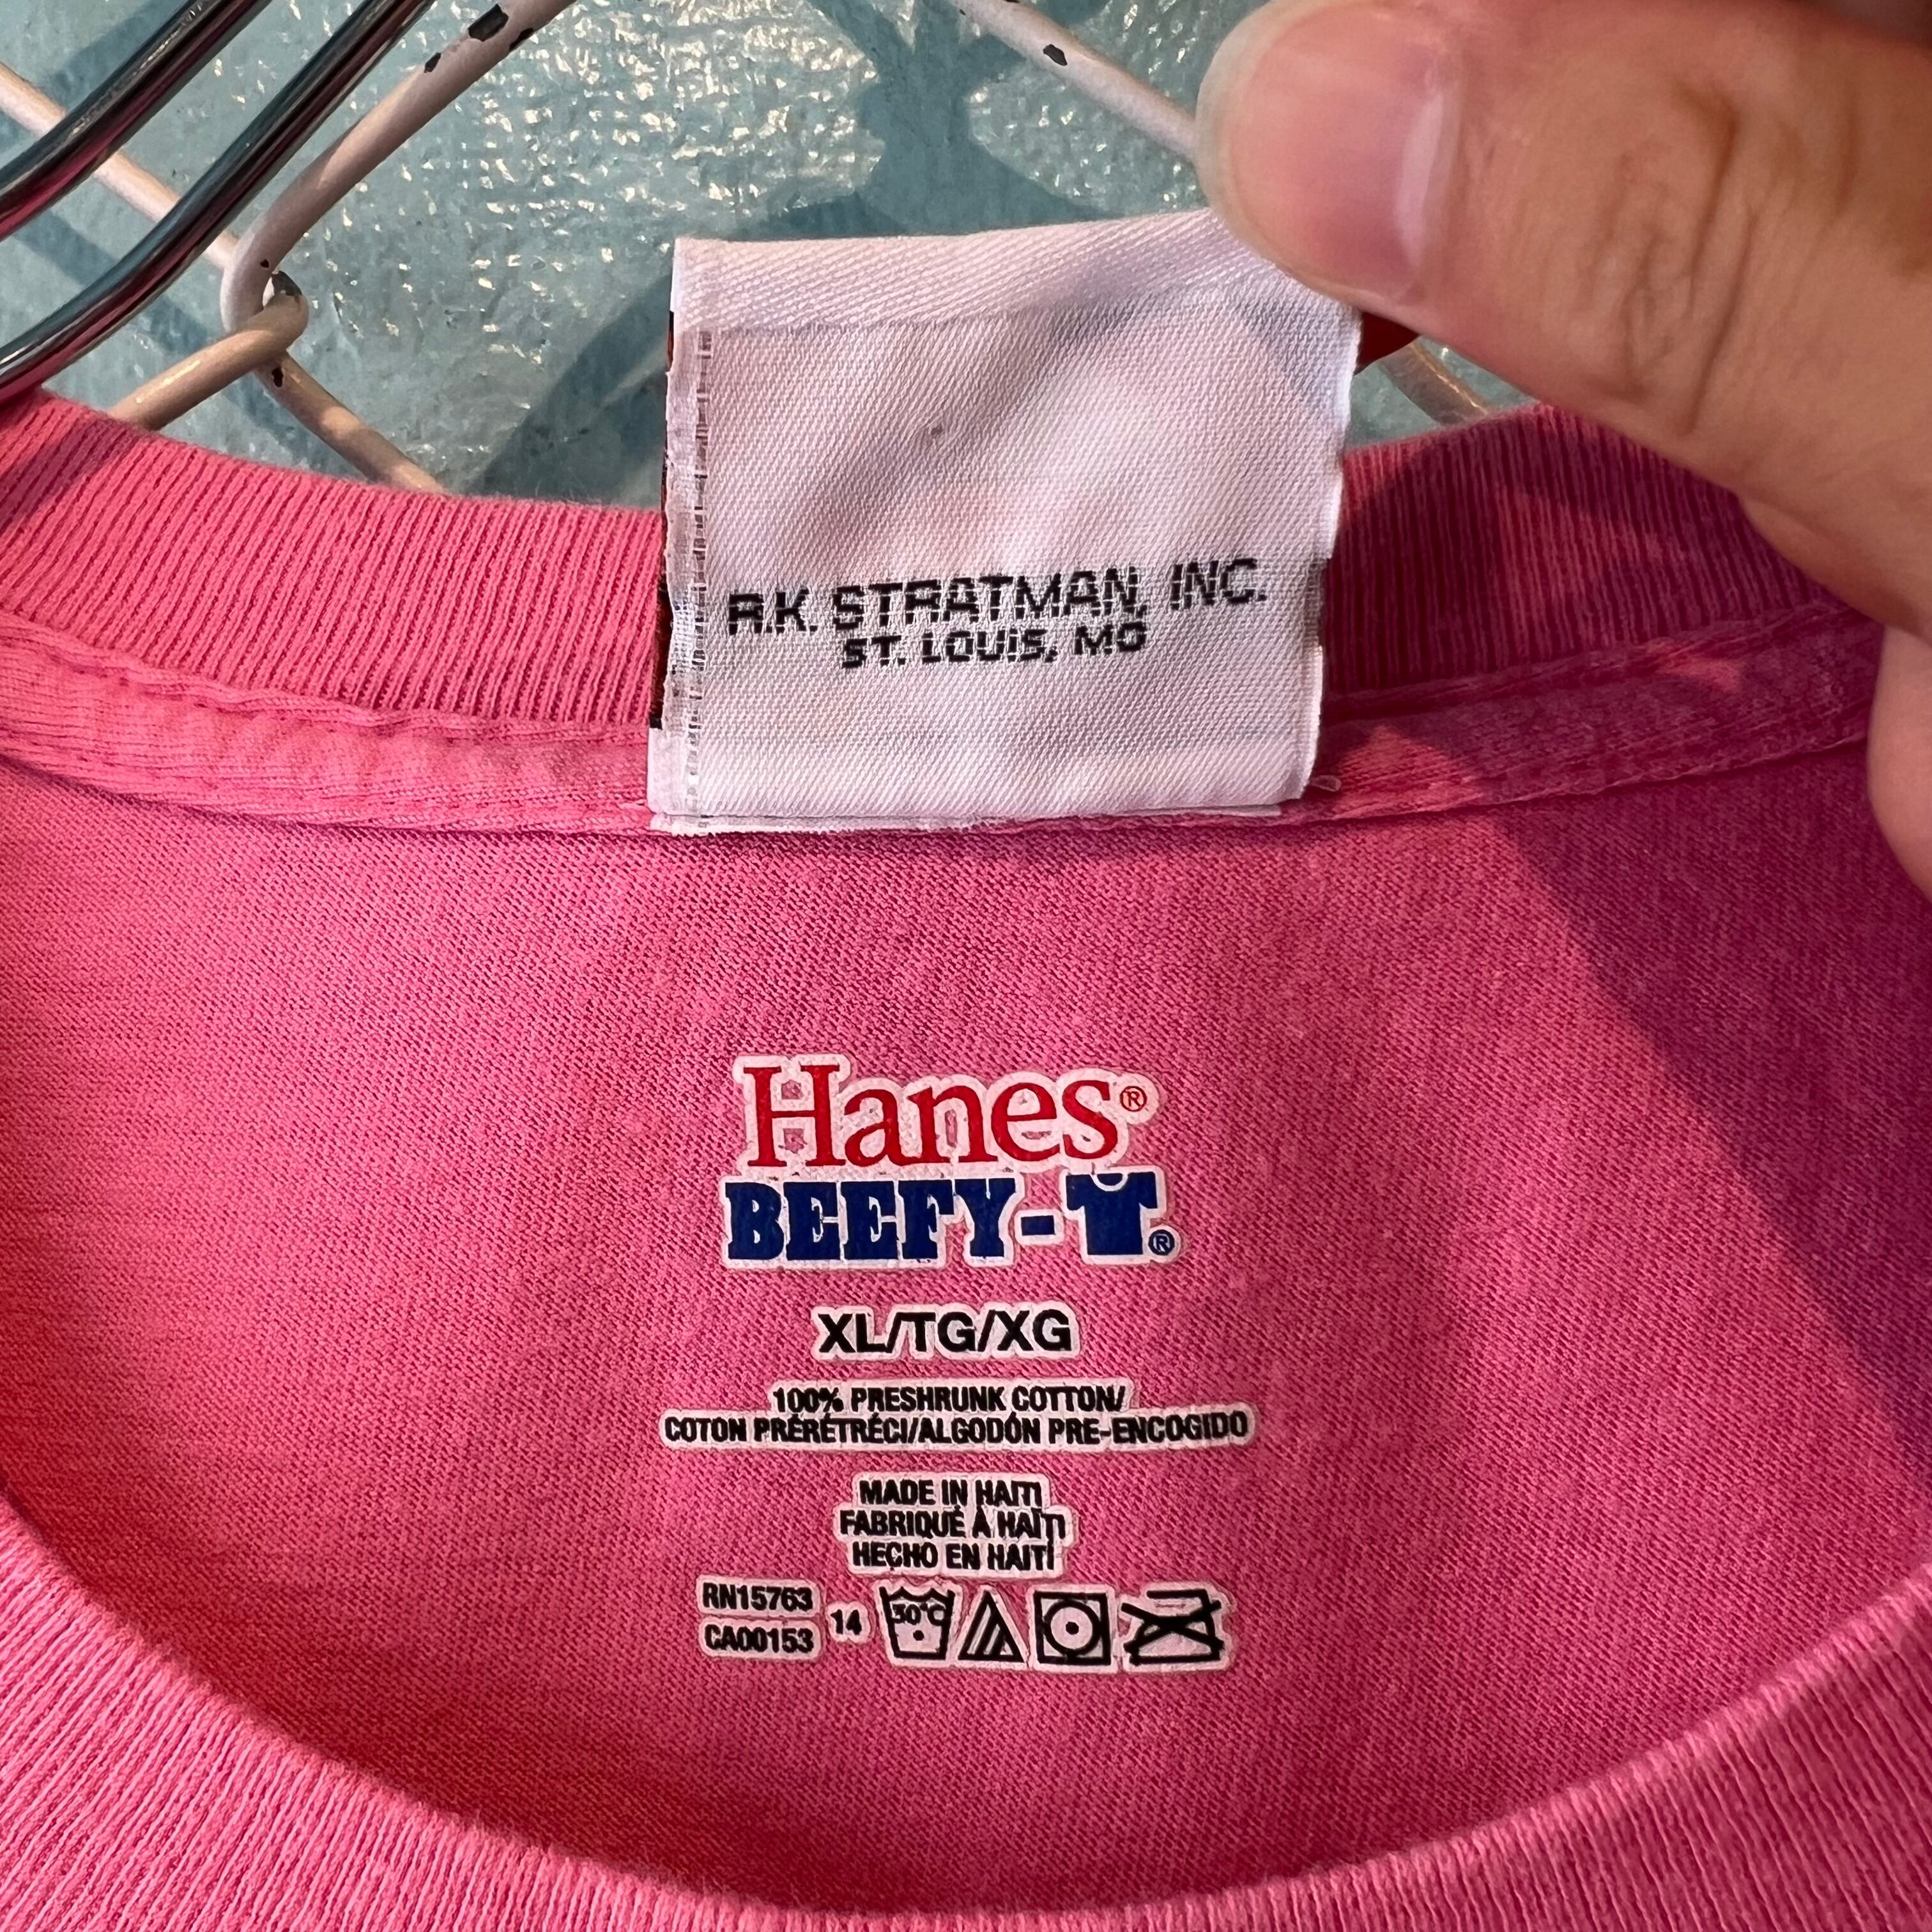 R.K. STRATMAN, INC.
ST. LOUIS, MO
Hanes®
BEEFY-T®
XL/TG/XG
100% PRESHRUNK COTTON/
COTON PRÉRÉTRÉCI/ALGODÓN PRE-ENCOGIDO
MADE IN HAITI
FABRIQUÉ À HAÏTI
HECHO EN HAITÍ
RN15763
CA00153
14
30°C